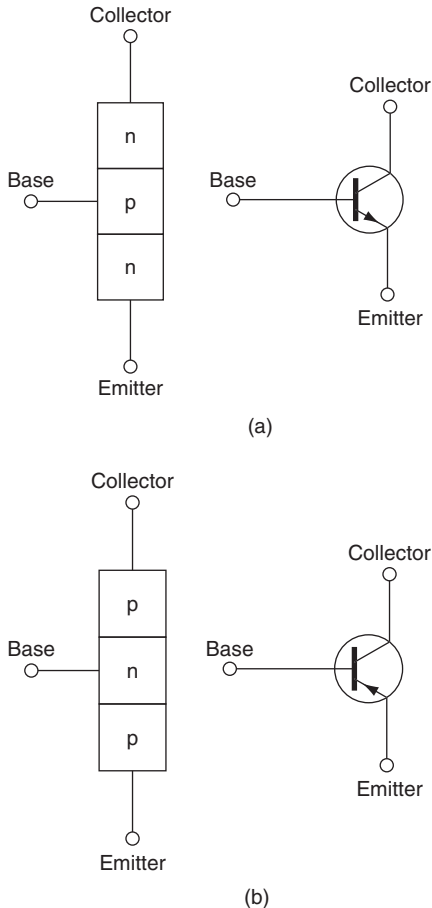 Collector
n
p
n
Base
Emitter
Collector
Base
Emitter
(a)
Collector
p
n
p
Base
Emitter
Collector
Base
Emitter
(b)